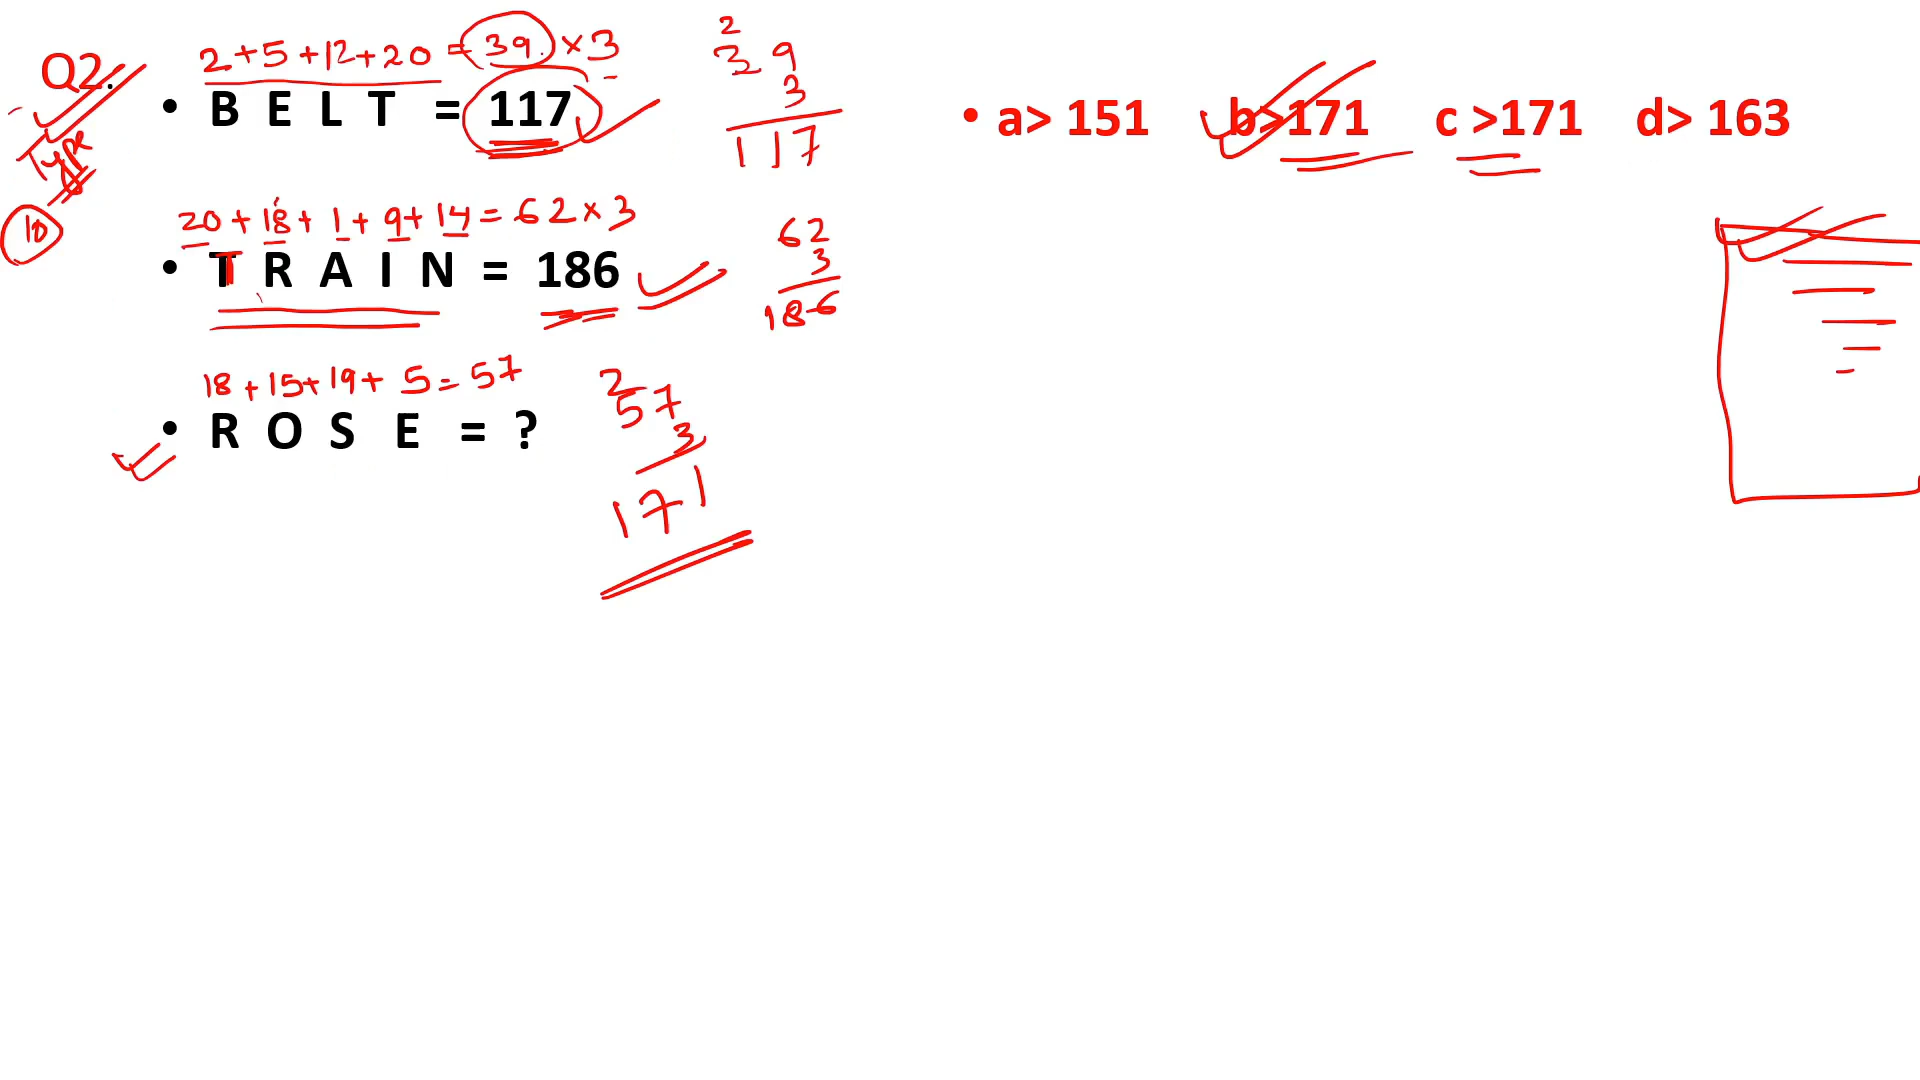 Q2.
Type
10
2+5+12+20 = 39. × 3
• B E L T = 117
2
39
3
117
20 + 18 + 1 + 9 + 14 = 62 × 3
• T R A I N = 186
62
3
186
18 + 15 + 19 + 5 = 57
• R O S E = ?
2
57
3
171
• a> 151 b>171 c >171 d> 163